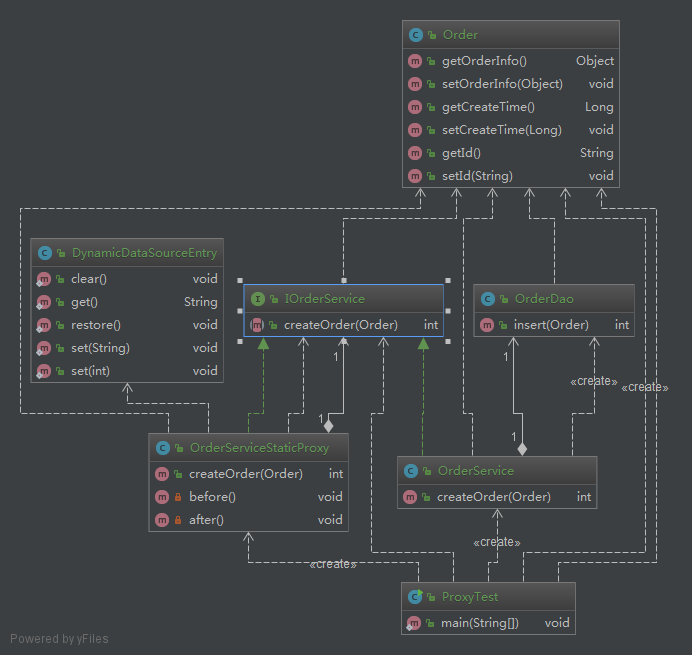 Order
getOrderInfo() Object
setOrderInfo(Object) void
getCreateTime() Long
setCreateTime(Long) void
getId() String
setId(String) void
DynamicDataSourceEntry
clear() void
get() String
restore() void
set(String) void
set(int) void
IOrderService
createOrder(Order) int
OrderDao
insert(Order) int
1
1
«create»
«create»
1
1
OrderServiceStaticProxy
createOrder(Order) int
before() void
after() void
OrderService
createOrder(Order) int
«create»
«create»
ProxyTest
main(String[]) void
Powered by yFiles